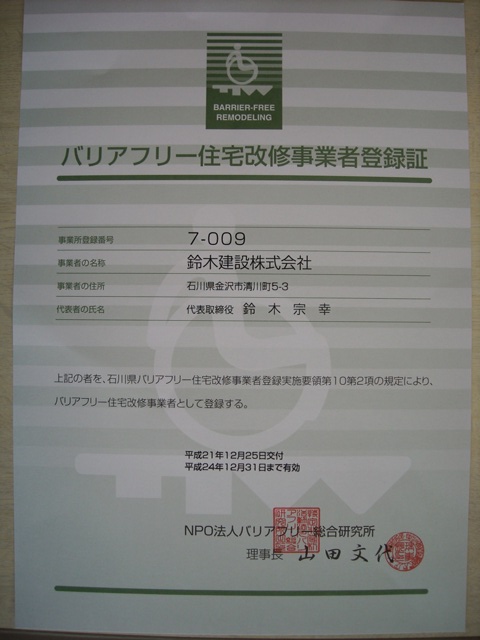 BARRIER-FREE
REMODELING
バリアフリー住宅改修事業者登録証
事業所登録番号 7-009
事業者の名称 鈴木建設株式会社
事業者の住所 石川県金沢市清川町5-3
代表者の氏名 代表取締役 鈴木宗幸
上記の者を、石川県バリアフリー住宅改修事業者登録実施要領第10第2項の規定により、
バリアフリー住宅改修事業者として登録する。
平成21年12月25日交付
平成24年12月31日まで有効
NPO法人バリアフリー総合研究所
理事長 山田文代